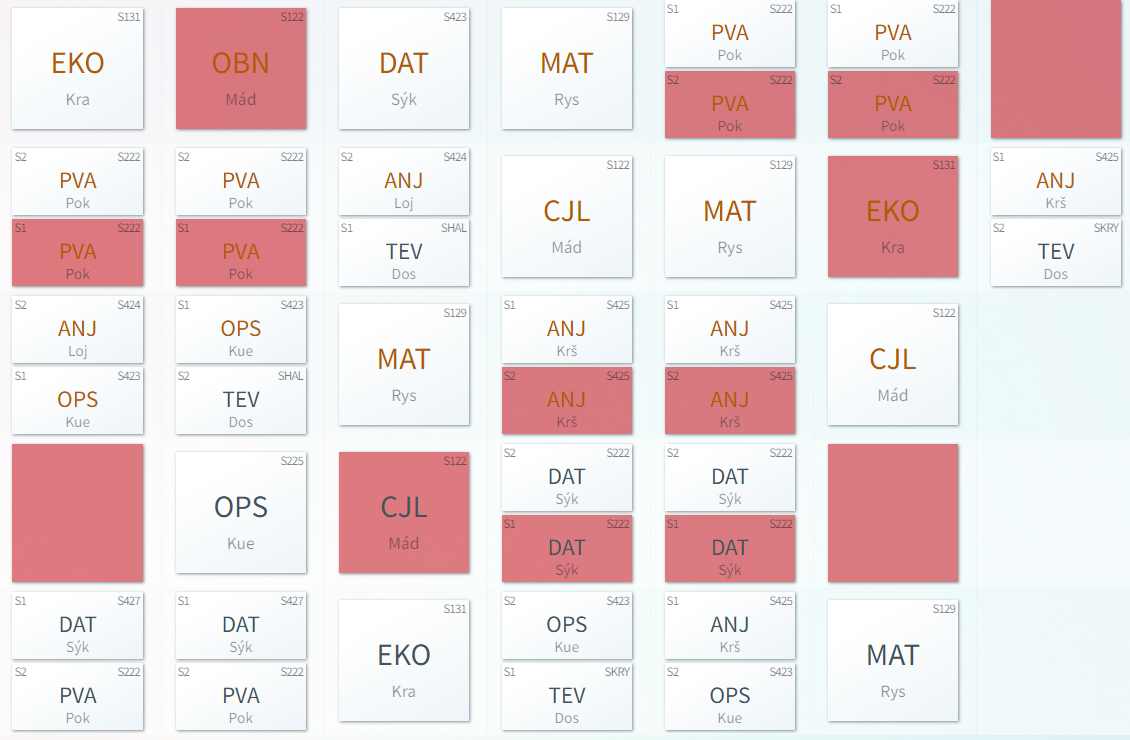 S131
EKO
Kra
S122
OBN
Mád
S423
DAT
Sýk
S129
MAT
Rys
S1 S222
PVA
Pok
S2 S222
PVA
Pok
S1 S222
PVA
Pok
S2 S222
PVA
Pok
S2 S222
PVA
Pok
S1 S222
PVA
Pok
S2 S222
PVA
Pok
S1 S222
PVA
Pok
S2 S424
ANJ
Loj
S1 SHAL
TEV
Dos
S122
CJL
Mád
S129
MAT
Rys
S131
EKO
Kra
S1 S425
ANJ
Krš
S2 SKRY
TEV
Dos
S2 S424
ANJ
Loj
S1 S423
OPS
Kue
S1 S423
OPS
Kue
S2 SHAL
TEV
Dos
S129
MAT
Rys
S1 S425
ANJ
Krš
S2 S425
ANJ
Krš
S1 S425
ANJ
Krš
S2 S425
ANJ
Krš
S122
CJL
Mád
S225
OPS
Kue
S122
CJL
Mád
S2 S222
DAT
Sýk
S1 S222
DAT
Sýk
S2 S222
DAT
Sýk
S1 S222
DAT
Sýk
S1 S427
DAT
Sýk
S2 S222
PVA
Pok
S1 S427
DAT
Sýk
S2 S222
PVA
Pok
S131
EKO
Kra
S2 S423
OPS
Kue
S1 SKRY
TEV
Dos
S1 S425
ANJ
Krš
S2 S423
OPS
Kue
S129
MAT
Rys